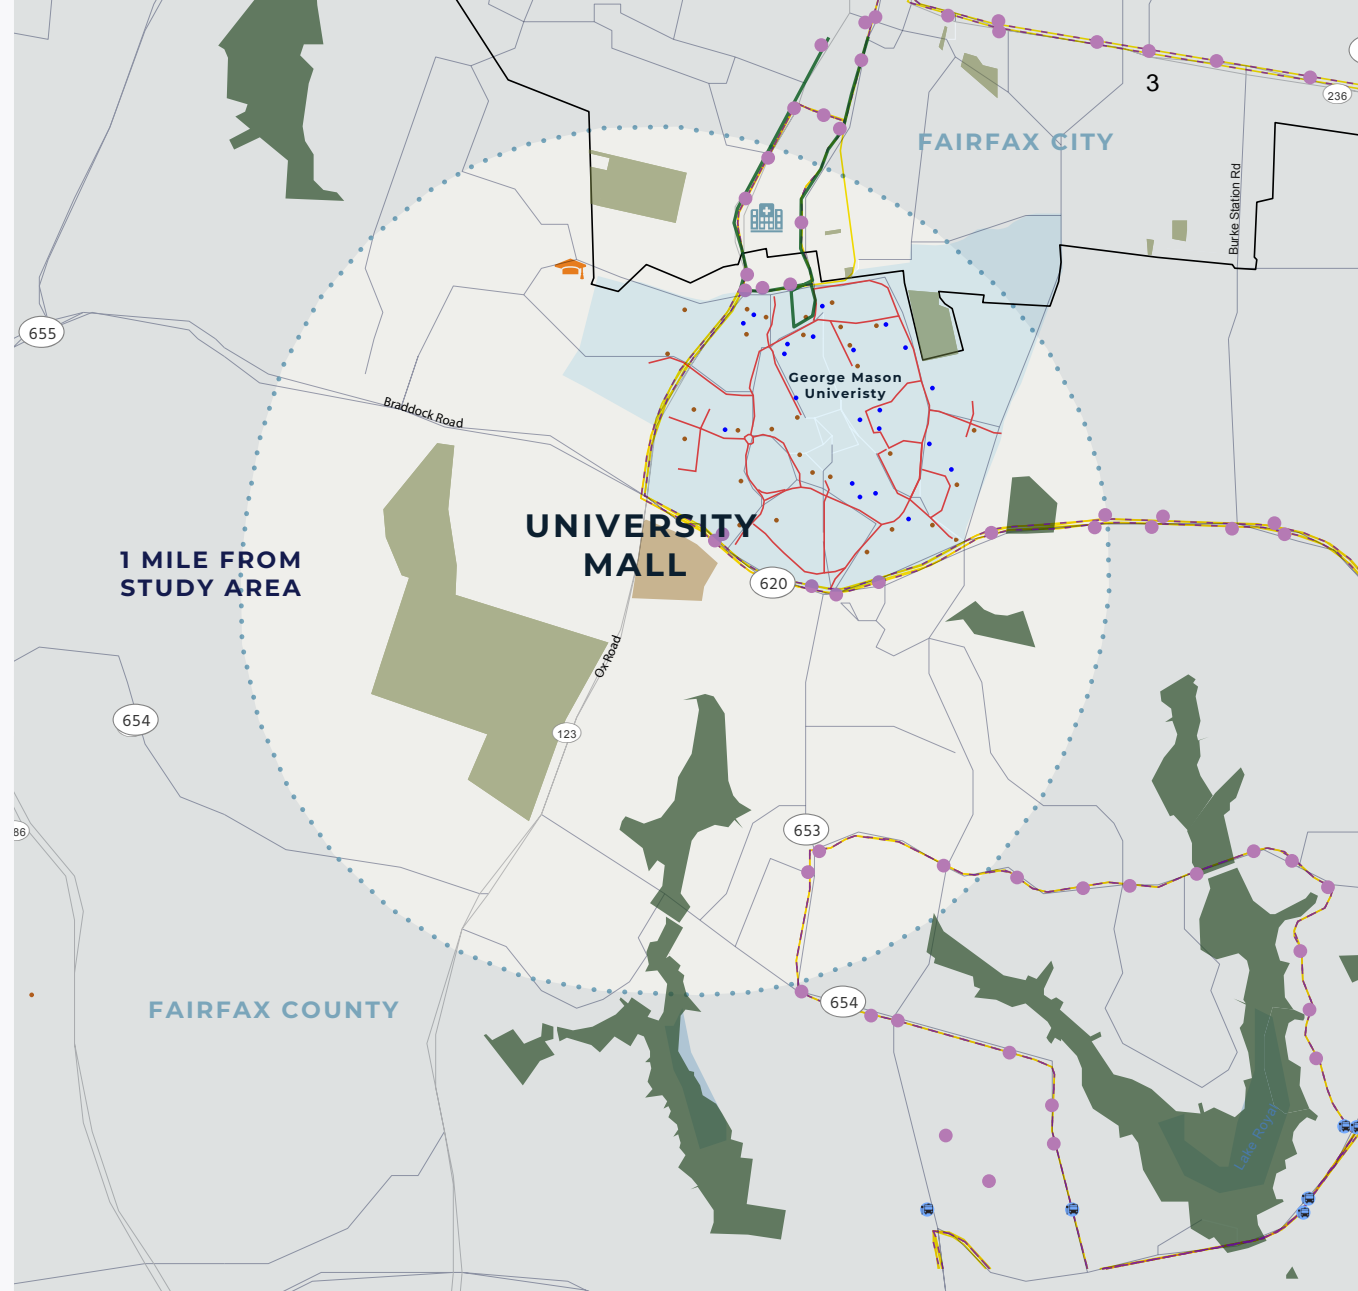 3
236
FAIRFAX CITY
Burke Station Rd
655
George Mason
Univeristy
Braddock Road
UNIVERSITY
MALL
1 MILE FROM
STUDY AREA
620
Ox Road
654
123
86
653
654
FAIRFAX COUNTY
Lake Royal